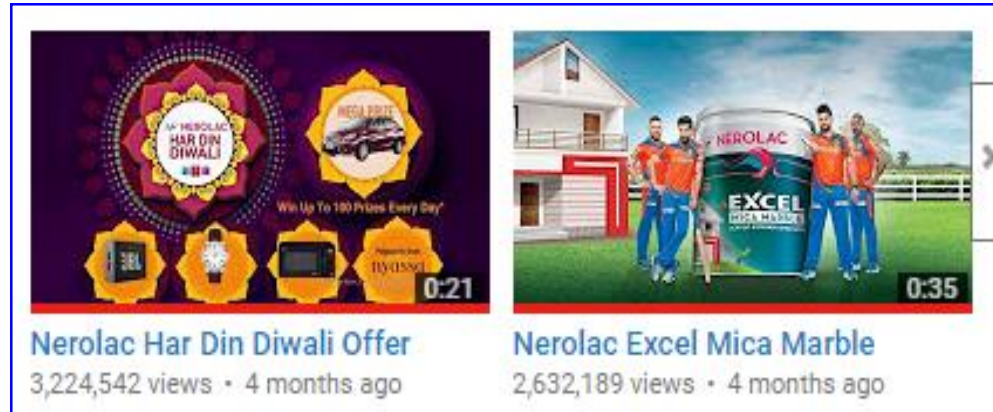 NEROLAC
HAR DIN
DIWALI
MEGA PRIZE
Win Up To 100 Prizes Every Day*
JBL
nyassa
0:21
NEROLAC
EXCEL
MICA MARBLE
0:35
Nerolac Har Din Diwali Offer
3,224,542 views • 4 months ago
Nerolac Excel Mica Marble
2,632,189 views • 4 months ago